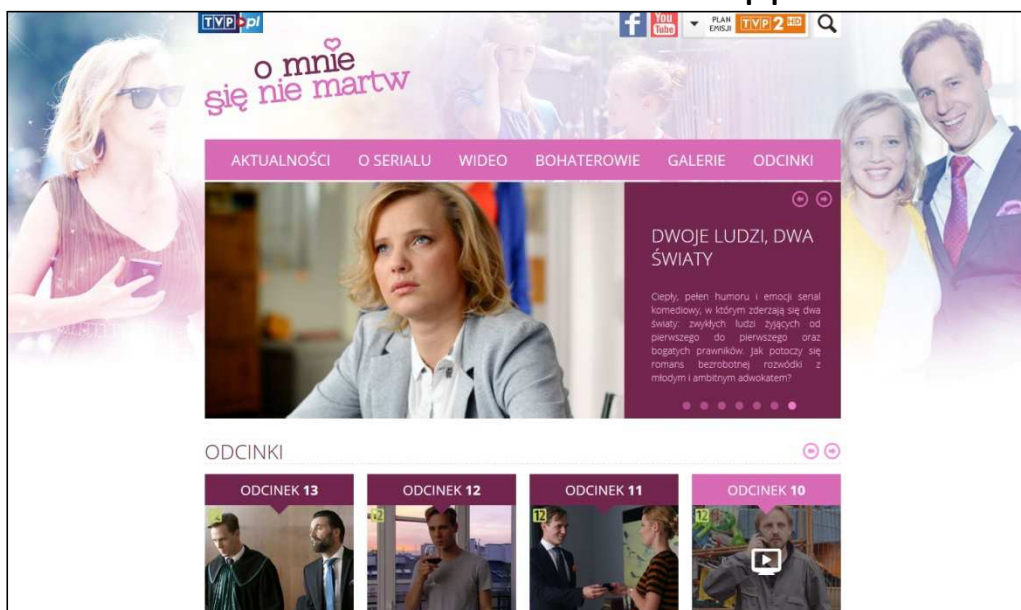 TVP pl
You
Tube
PLAN
EMISJI
TVP 2 HD
o mnie
się nie martw
AKTUALNOŚCI O SERIALU WIDEO BOHATEROWIE GALERIE ODCINKI
DWOJE LUDZI, DWA
ŚWIATY
Ciepły, pełen humoru i emocji serial
komediowy, w którym zderzają się dwa
światy: zwykłych ludzi żyjących od
pierwszego do pierwszego oraz
bogatych prawników. Jak potoczy się
romans bezrobotnej rozwódki z
młodym i ambitnym adwokatem?
ODCINKI
ODCINEK 13 ODCINEK 12 ODCINEK 11 ODCINEK 10
12 12 12